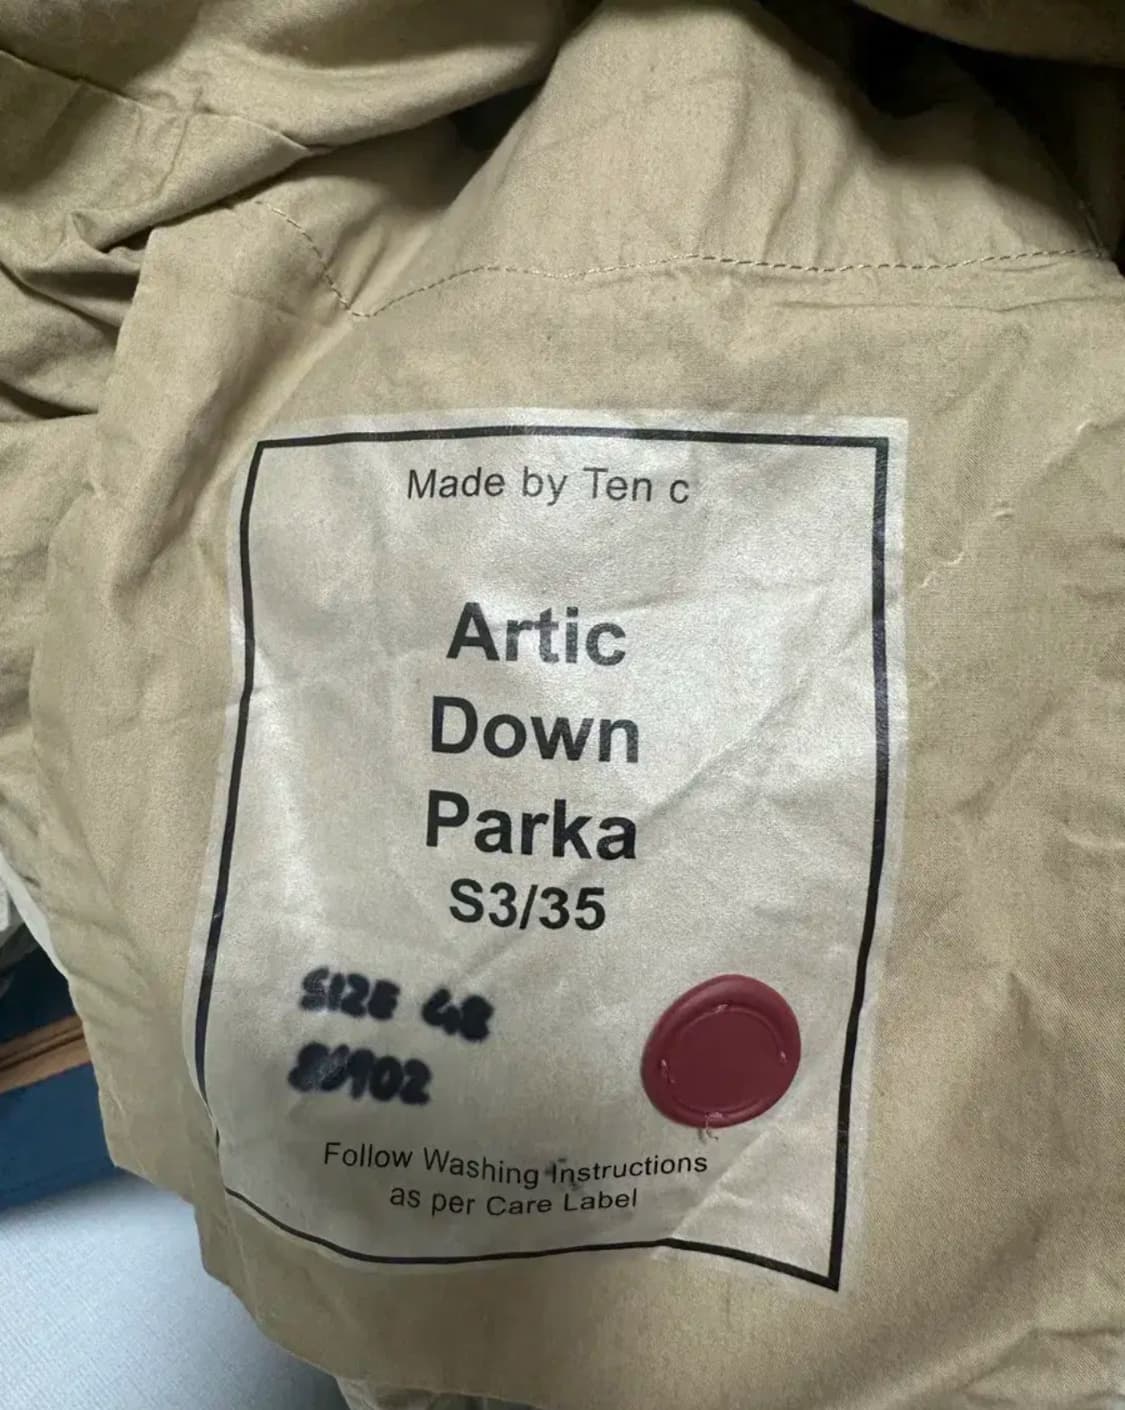 Made by Ten c
Artic
Down
Parka
S3/35
SIZE 48
Follow Washing Instructions
as per Care Label